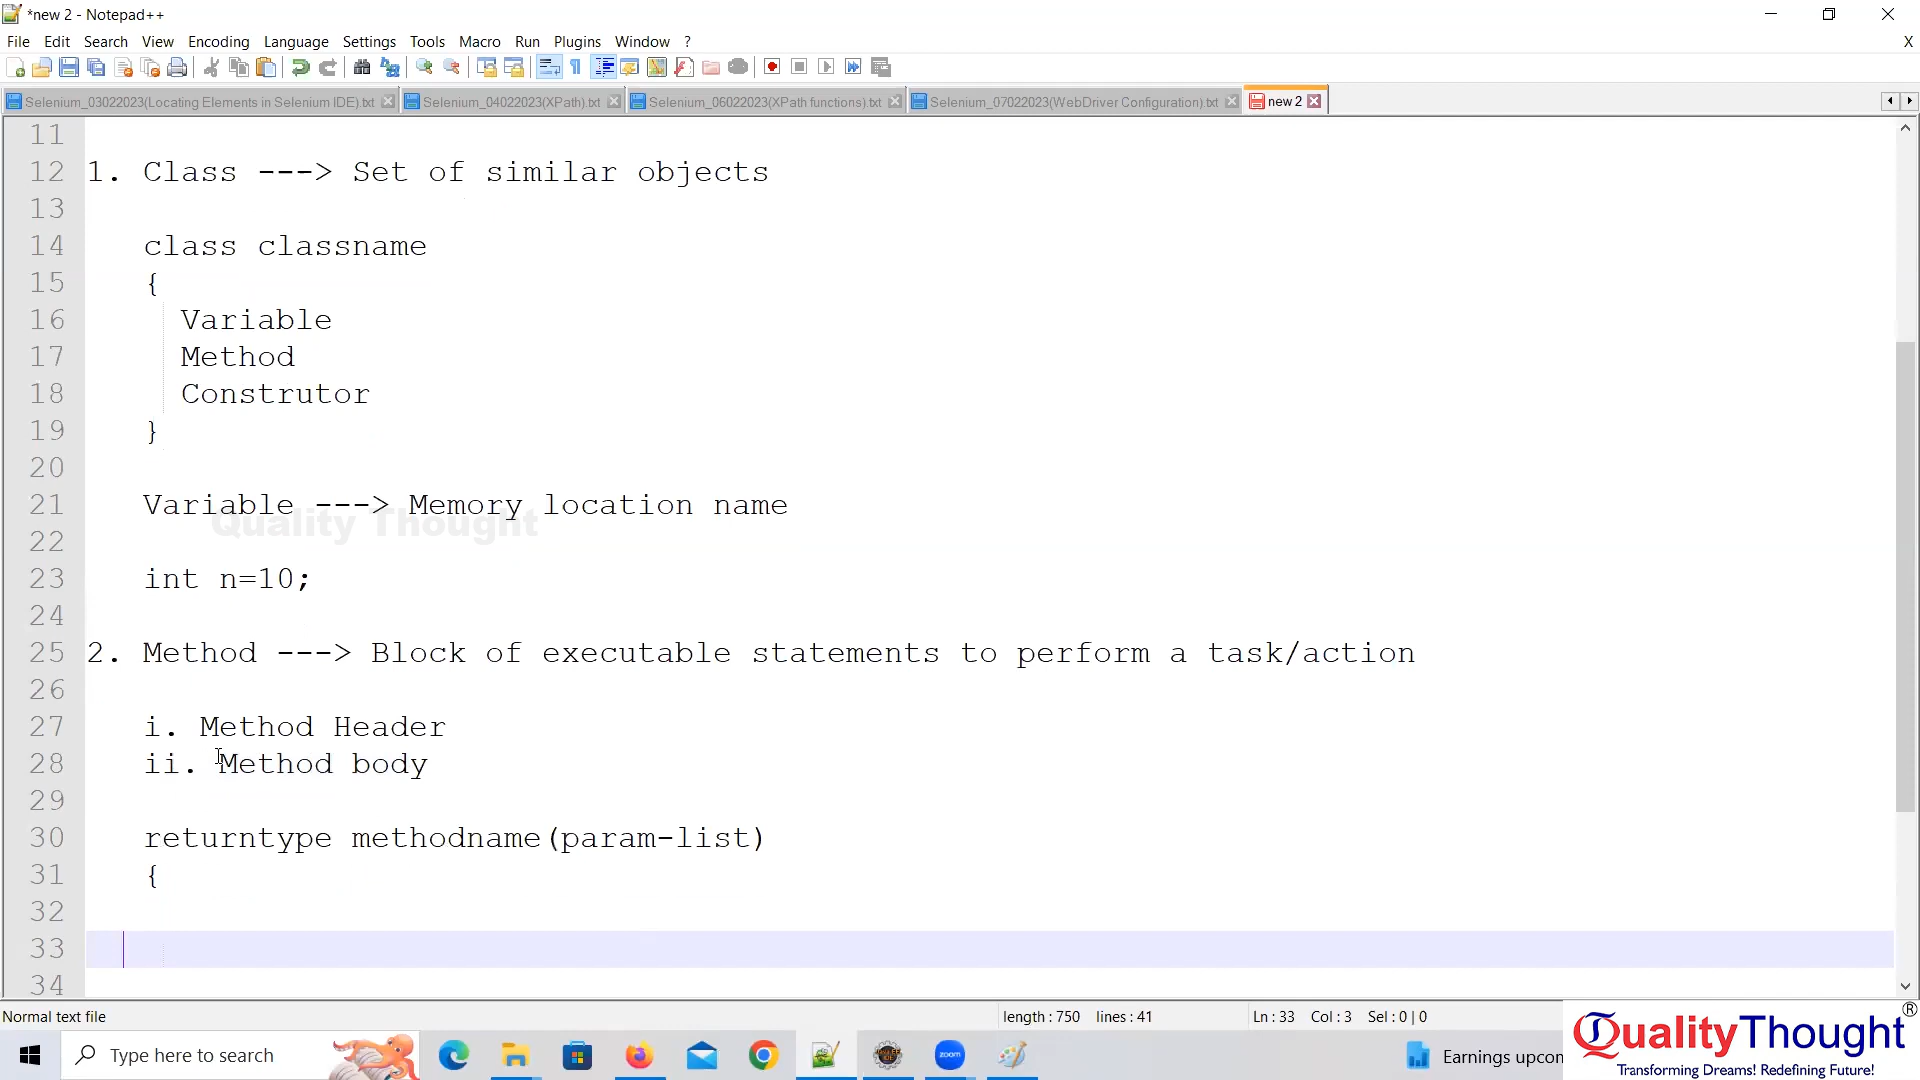 *new 2 - Notepad++
File Edit Search View Encoding Language Settings Tools Macro Run Plugins Window ?
X
Selenium_03022023(Locating Elements in Selenium IDE).txt Selenium_04022023(XPath).txt Selenium_06022023(XPath functions).txt Selenium_07022023(WebDriver Configuration).txt new 2
11
12 1. Class ---> Set of similar objects
13
14 class classname
15 {
16 Variable
17 Method
18 Construtor
19 }
20
21 Variable ---> Memory location name
Quality Thought
22
23 int n=10;
24
25 2. Method ---> Block of executable statements to perform a task/action
26
27 i. Method Header
28 ii. Method body
29
30 returntype methodname(param-list)
31 {
32
33
34
Normal text file length : 750 lines : 41 Ln : 33 Col : 3 Sel : 0 | 0
Type here to search
zoom
Earnings upcom
QualityThought®
Transforming Dreams! Redefining Future!